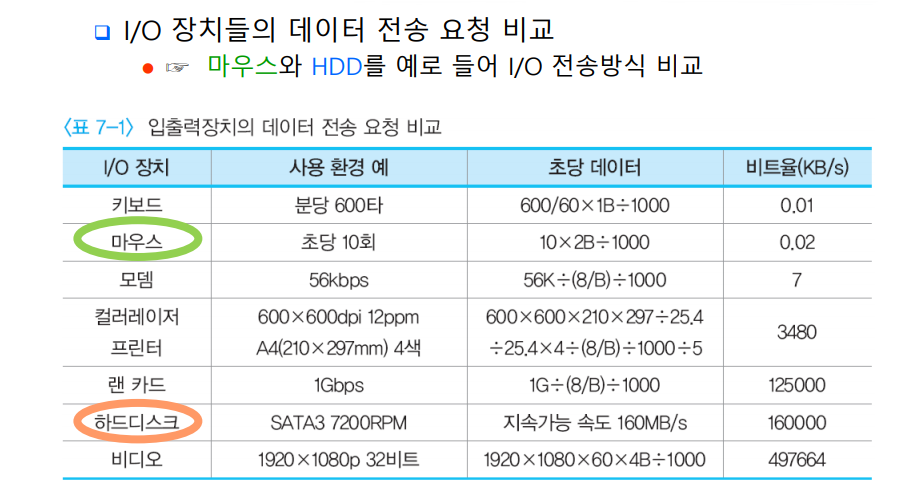 I/O 장치들의 데이터 전송 요청 비교
☞ 마우스와 HDD를 예로 들어 I/O 전송방식 비교
〈표 7-1〉 입출력장치의 데이터 전송 요청 비교
I/O 장치 사용 환경 예 초당 데이터 비트율(KB/s)
키보드 분당 600타 600/60×1B÷1000 0.01
마우스 초당 10회 10×2B÷1000 0.02
모뎀 56kbps 56K÷(8/B)÷1000 7
컬러레이저 600×600dpi 12ppm 600×600×210×297÷25.4
프린터 A4(210×297mm) 4색 ÷25.4×4÷(8/B)÷1000÷5 3480
랜 카드 1Gbps 1G÷(8/B)÷1000 125000
하드디스크 SATA3 7200RPM 지속가능 속도 160MB/s 160000
비디오 1920×1080p 32비트 1920×1080×60×4B÷1000 497664